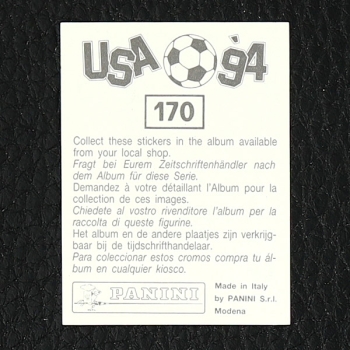 USA '94
170
Collect these stickers in the album available
from your local shop.
Fragt bei Eurem Zeitschriftenhändler nach
dem Album für diese Serie.
Demandez à votre détaillant l'Album pour la
collection de ces images.
Chiedete al vostro rivenditore l'album per la
raccolta di queste figurine.
Het album en de andere plaatjes zijn verkrijg-
baar bij de tijdschrifthandelaar.
Para coleccionar estos cromos compra tu ál-
bum en cualquier kiosco.
PANINI
Made in Italy
by PANINI S.r.l.
Modena